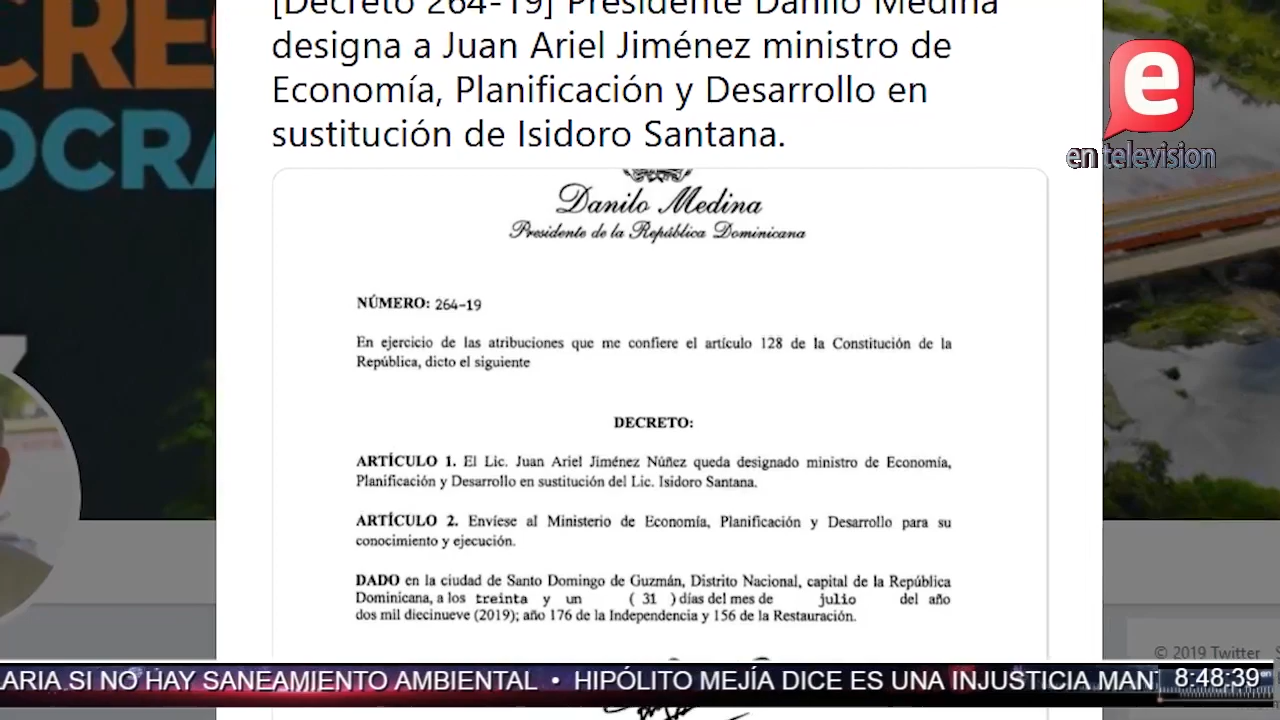 [Decreto 264-19] Presidente Danilo Medina
designa a Juan Ariel Jiménez ministro de
Economía, Planificación y Desarrollo en
sustitución de Isidoro Santana.
CREO
OCRA
e
en television
Danilo Medina
Presidente de la República Dominicana
NÚMERO: 264-19
En ejercicio de las atribuciones que me confiere el artículo 128 de la Constitución de la
República, dicto el siguiente
DECRETO:
ARTÍCULO 1. El Lic. Juan Ariel Jiménez Núñez queda designado ministro de Economía,
Planificación y Desarrollo en sustitución del Lic. Isidoro Santana.
ARTÍCULO 2. Envíese al Ministerio de Economía, Planificación y Desarrollo para su
conocimiento y ejecución.
DADO en la ciudad de Santo Domingo de Guzmán, Distrito Nacional, capital de la República
Dominicana, a los treinta y un ( 31 ) días del mes de julio del año
dos mil diecinueve (2019); año 176 de la Independencia y 156 de la Restauración.
© 2019 Twitter
LARIA SI NO HAY SANEAMIENTO AMBIENTAL • HIPÓLITO MEJÍA DICE ES UNA INJUSTICIA MAN
8:48:39